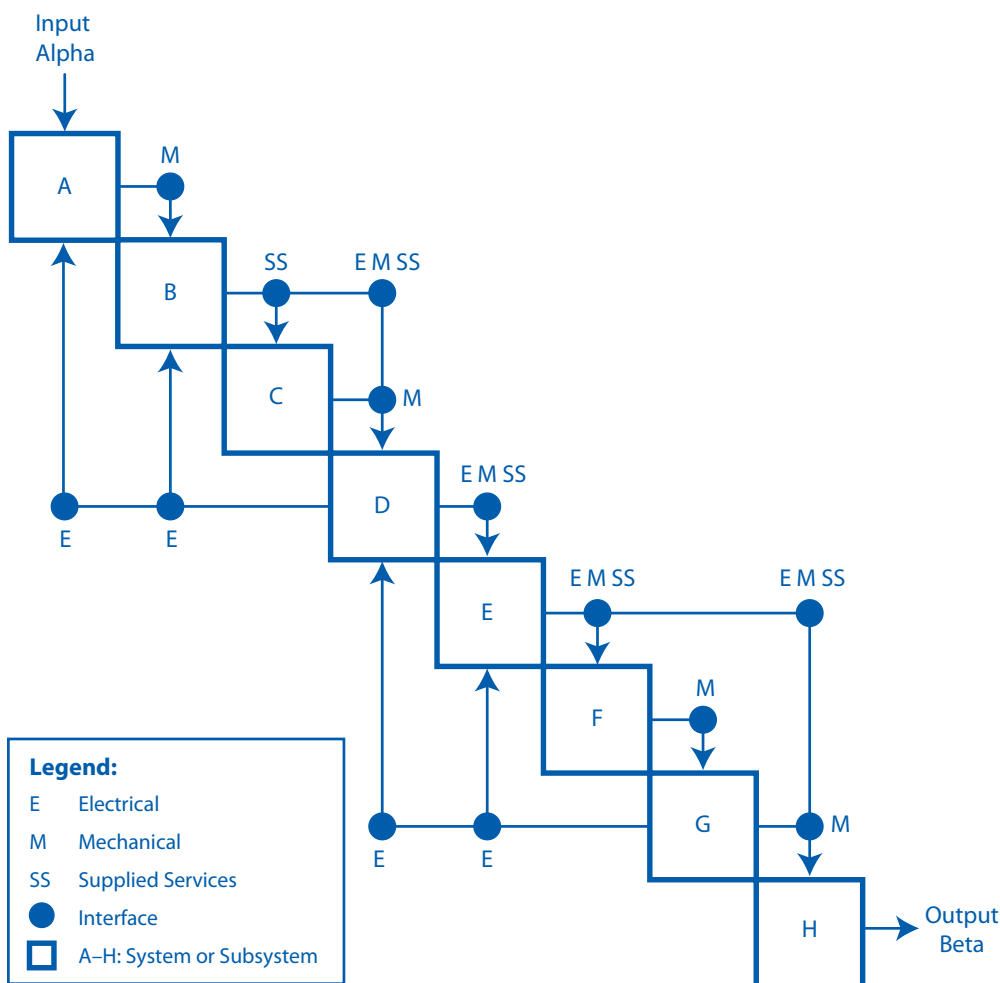 Input
Alpha
A
M
B
SS
E M SS
C
M
D
E M SS
E
E
E
E M SS
E M SS
F
M
G
M
E
E
H
Output
Beta
Legend:
E Electrical
M Mechanical
SS Supplied Services
Interface
A–H: System or Subsystem